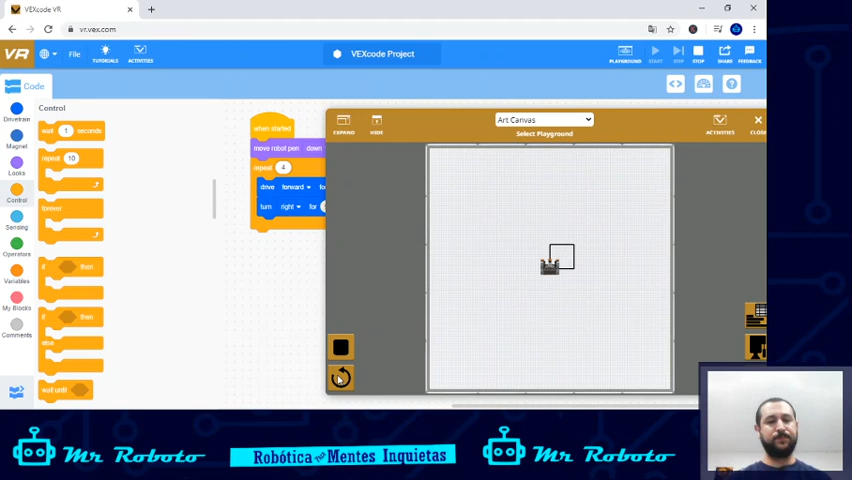 VEXcode VR
vr.vex.com
VR
File
TUTORIALS
ACTIVITIES
VEXcode Project
PLAYGROUND
START
STEP
STOP
SHARE
FEEDBACK
Code
Drivetrain
Magnet
Looks
Control
Sensing
Operators
Variables
My Blocks
Comments
Control
wait 1 seconds
repeat 10
forever
if then
if then
else
wait until
when started
move robot pen down
repeat 4
drive forward fo
turn right for
EXPAND
HIDE
Art Canvas
Select Playground
ACTIVITIES
CLOS
Mr Roboto
Robótica Para Mentes Inquietas
Mr Roboto